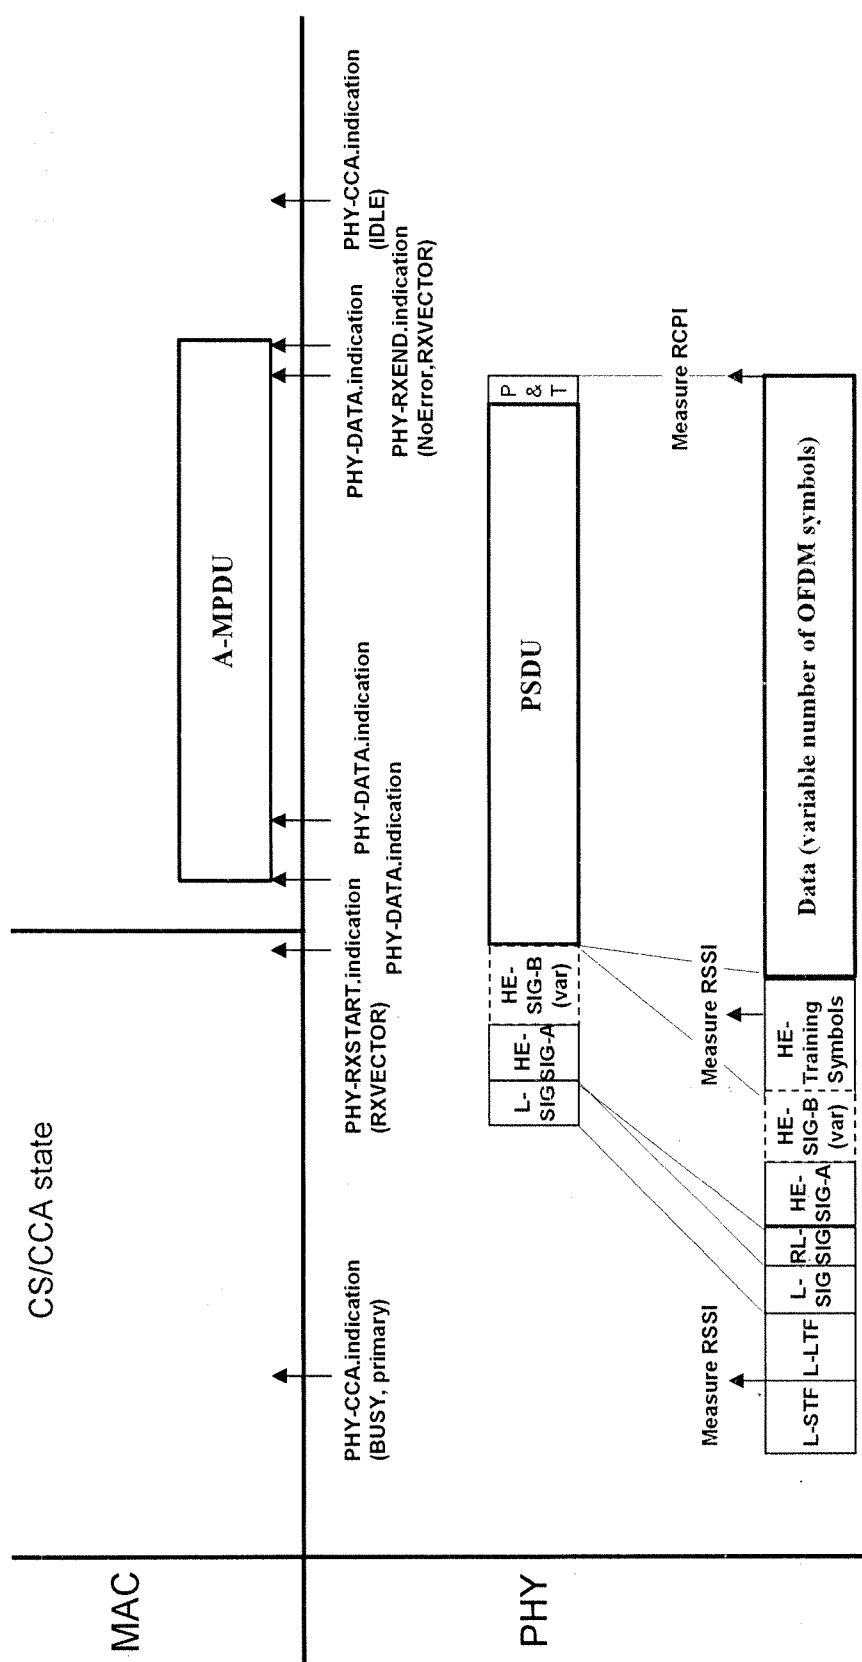 MAC
CS/CCA state
A-MPDU
PHY-CCA.indication
(BUSY, primary)
PHY-RXSTART.indication
(RXVECTOR)
PHY-DATA.indication
PHY-DATA.indication
PHY-DATA.indication
PHY-RXEND.indication
(NoError,RXVECTOR)
PHY-CCA.indication
(IDLE)
PHY
L-
SIG
HE-
SIG-A
HE-
SIG-B
(var)
PSDU
P
&
T
Measure RSSI
Measure RSSI
Measure RCPI
L-STF
L-LTF
L-
SIG
RL-
SIG
HE-
SIG-A
HE-
SIG-B
(var)
HE-
Training
Symbols
Data (variable number of OFDM symbols)